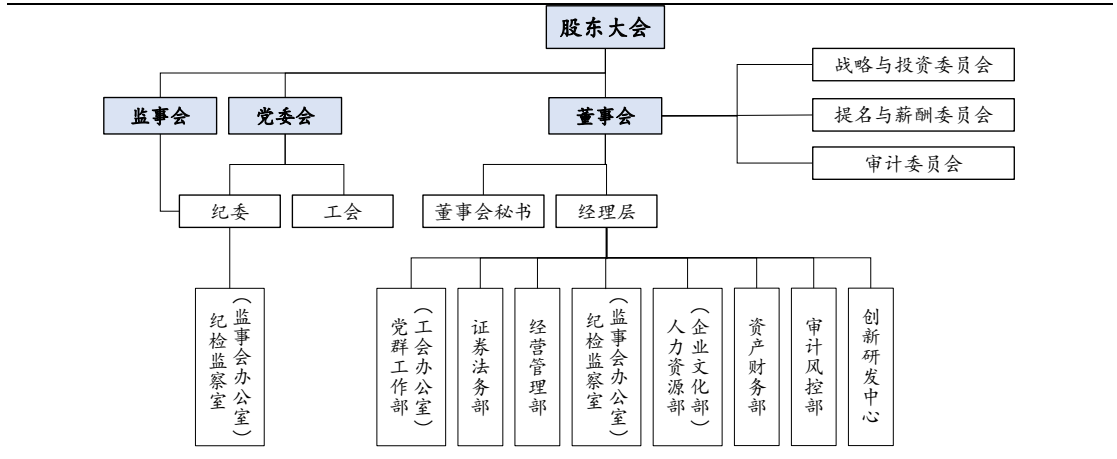 股东大会
战略与投资委员会
监事会
党委会
董事会
提名与薪酬委员会
审计委员会
纪委
工会
董事会秘书
经理层
纪检监察室
（监事会办公室）
党群工作部
（工会办公室）
证券法务部
经营管理部
纪检监察室
（监事会办公室）
人力资源部
（企业文化部）
资产财务部
审计风控部
创新研发中心